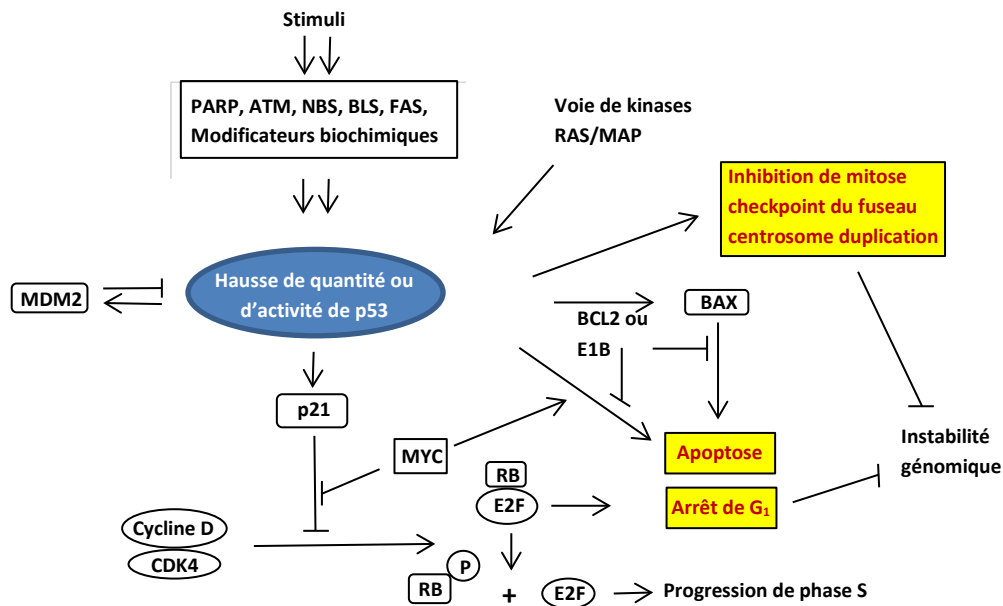 Stimuli
PARP, ATM, NBS, BLS, FAS,
Modificateurs biochimiques
Voie de kinases
RAS/MAP
Inhibition de mitose
checkpoint du fuseau
centrosome duplication
Hausse de quantité ou
d'activité de p53
MDM2
BAX
BCL2 ou
E1B
p21
MYC
Apoptose
Instabilité
génomique
RB
E2F
Arrêt de G₁
Cycline D
CDK4
P
RB
+
E2F
Progression de phase S